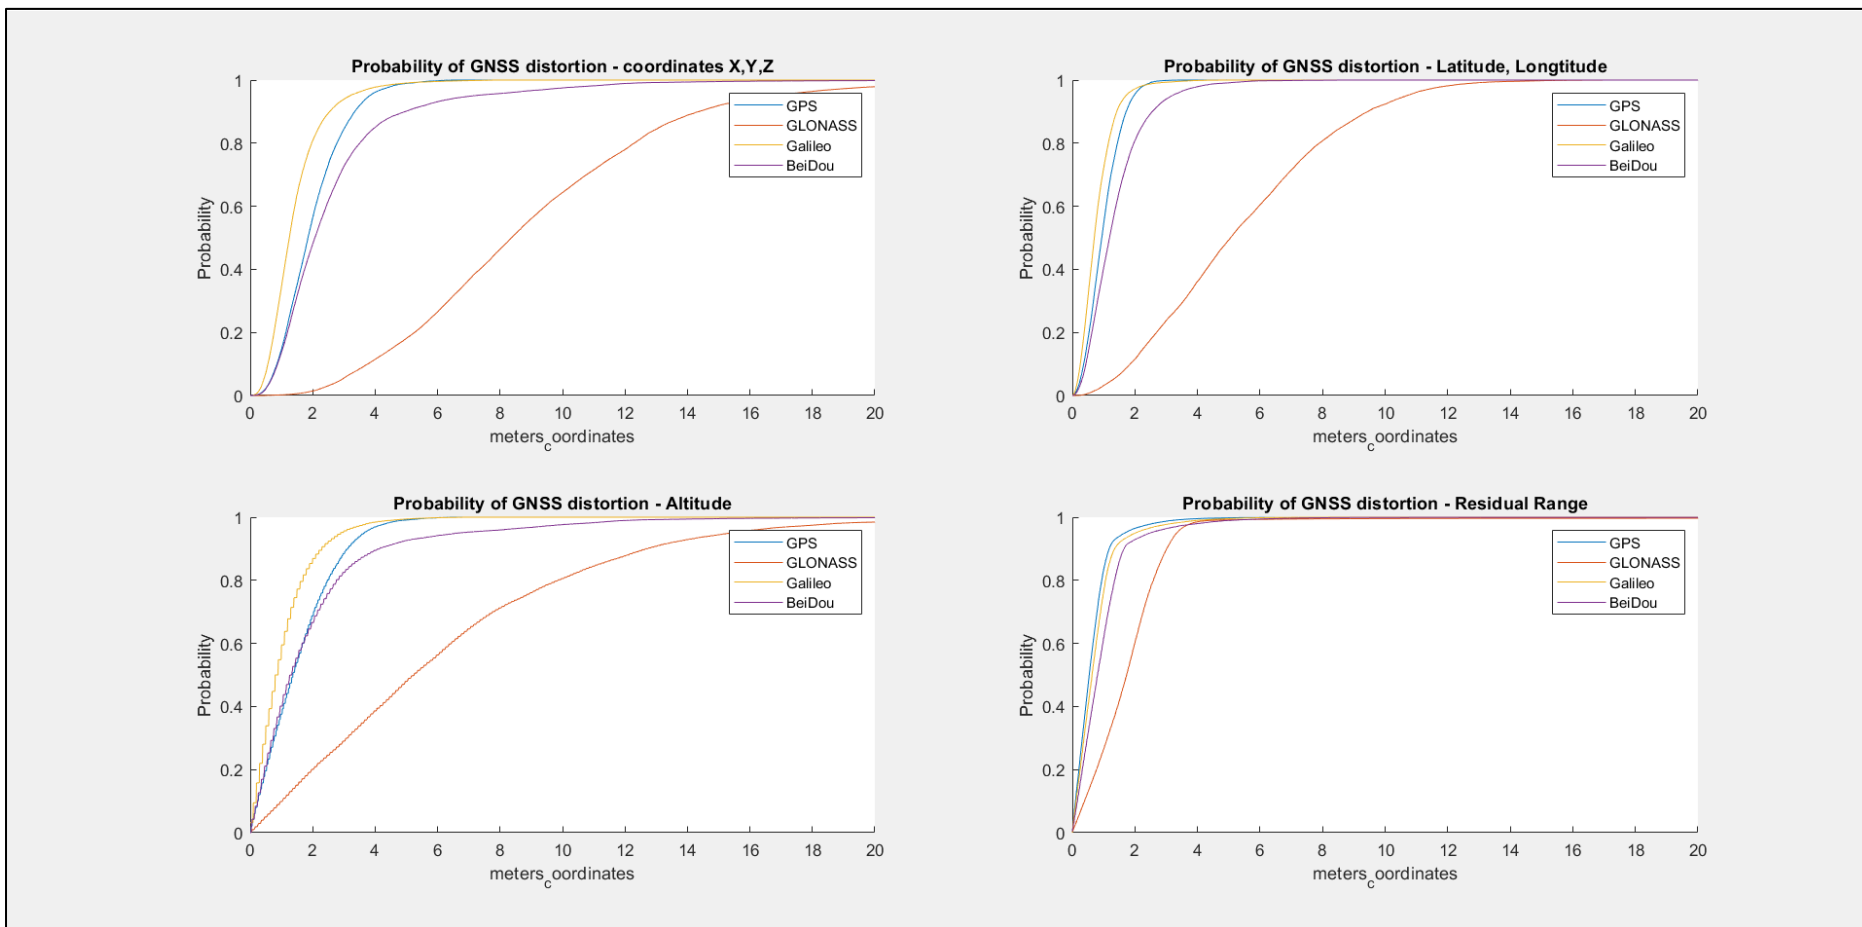 Probability of GNSS distortion - coordinates X,Y,Z
1
0.8
0.6
0.4
0.2
0
Probability
GPS
GLONASS
Galileo
BeiDou
0 2 4 6 8 10 12 14 16 18 20
meters_coordinates
Probability of GNSS distortion - Latitude, Longtitude
1
0.8
0.6
0.4
0.2
0
Probability
GPS
GLONASS
Galileo
BeiDou
0 2 4 6 8 10 12 14 16 18 20
meters_coordinates
Probability of GNSS distortion - Altitude
1
0.8
0.6
0.4
0.2
0
Probability
GPS
GLONASS
Galileo
BeiDou
0 2 4 6 8 10 12 14 16 18 20
meters_coordinates
Probability of GNSS distortion - Residual Range
1
0.8
0.6
0.4
0.2
0
Probability
GPS
GLONASS
Galileo
BeiDou
0 2 4 6 8 10 12 14 16 18 20
meters_coordinates